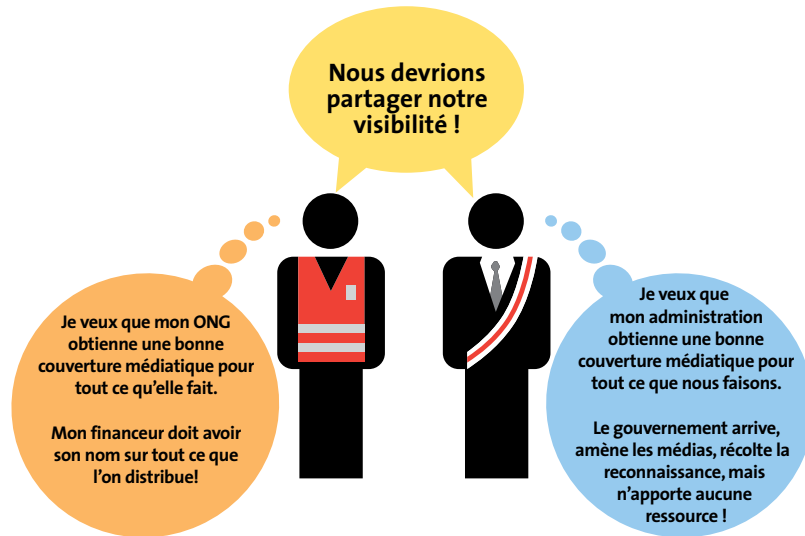 Nous devrions
partager notre
visibilité !
Je veux que mon ONG
obtienne une bonne
couverture médiatique pour
tout ce qu'elle fait.
Mon financeur doit avoir
son nom sur tout ce que
l'on distribue!
Je veux que
mon administration
obtienne une bonne
couverture médiatique pour
tout ce que nous faisons.
Le gouvernement arrive,
amène les médias, récolte la
reconnaissance, mais
n'apporte aucune
ressource !